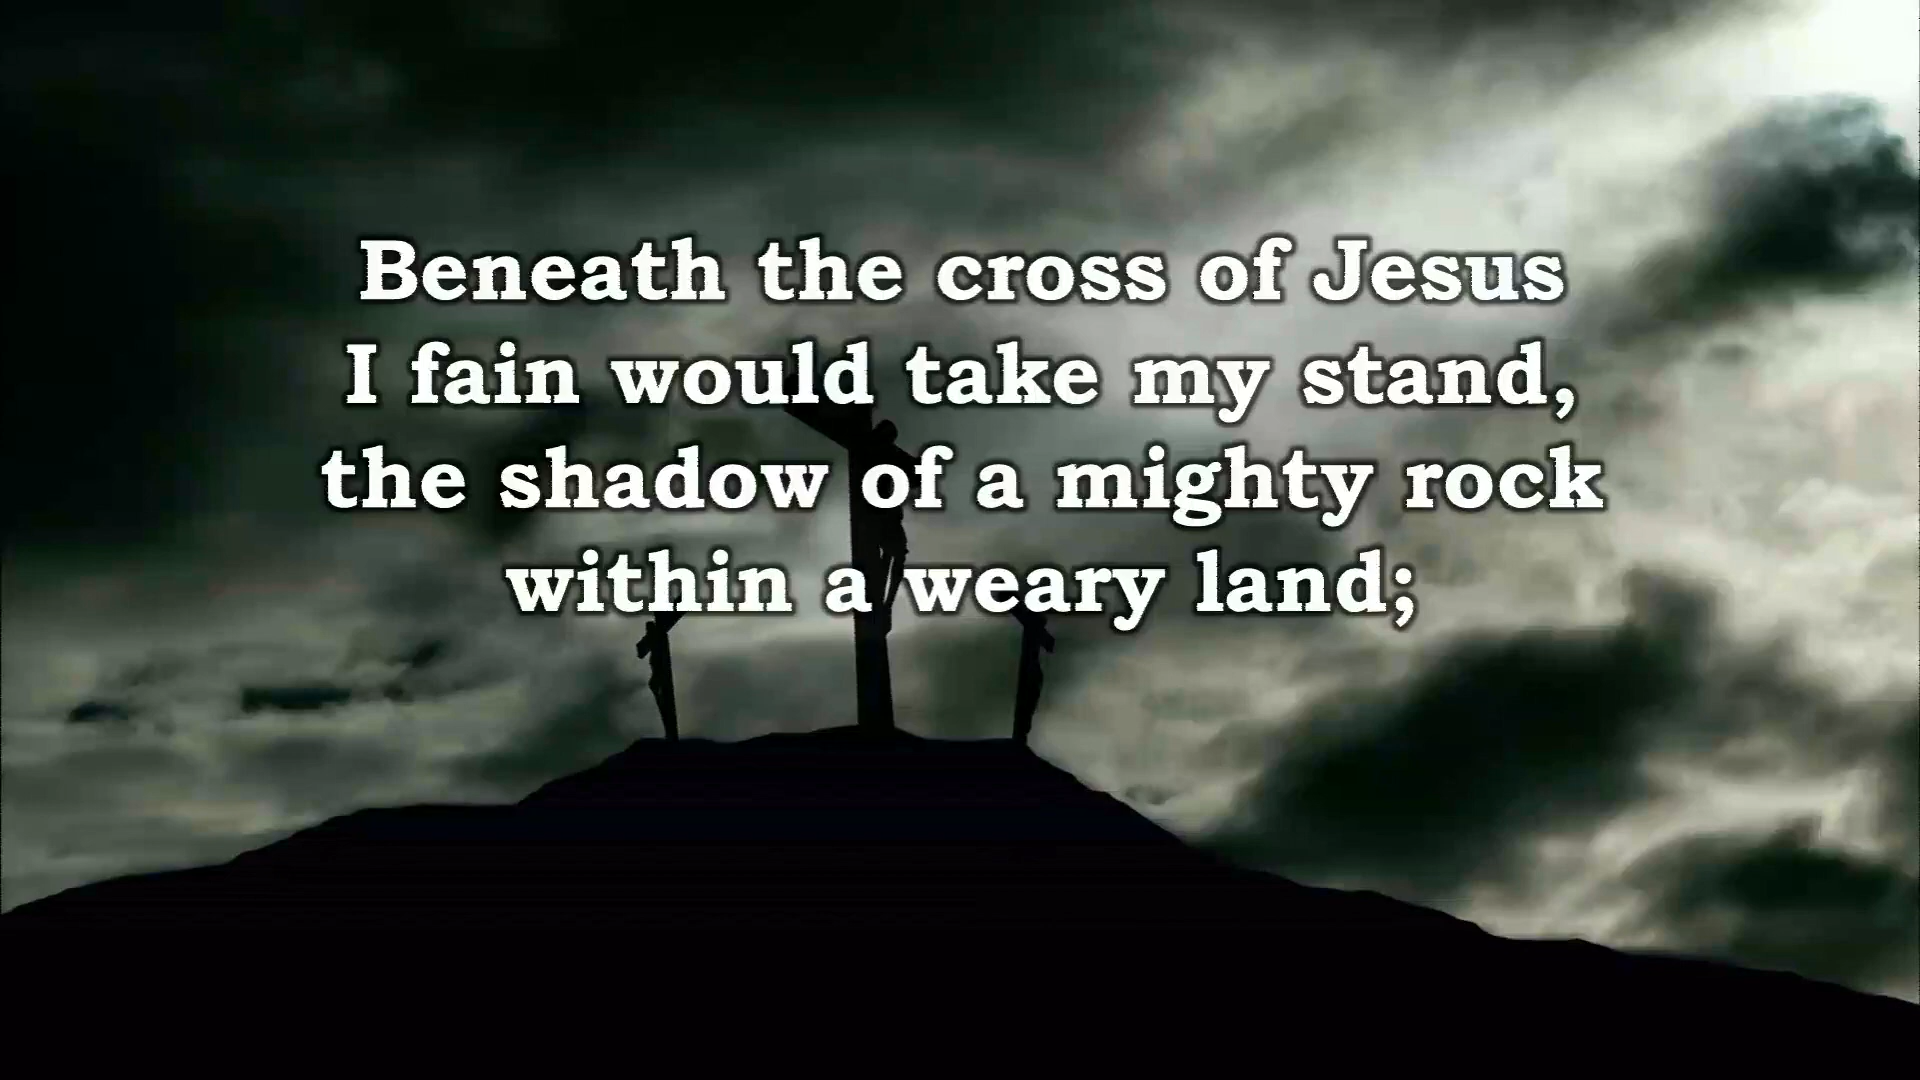 Beneath the cross of Jesus
I fain would take my stand,
the shadow of a mighty rock
within a weary land;